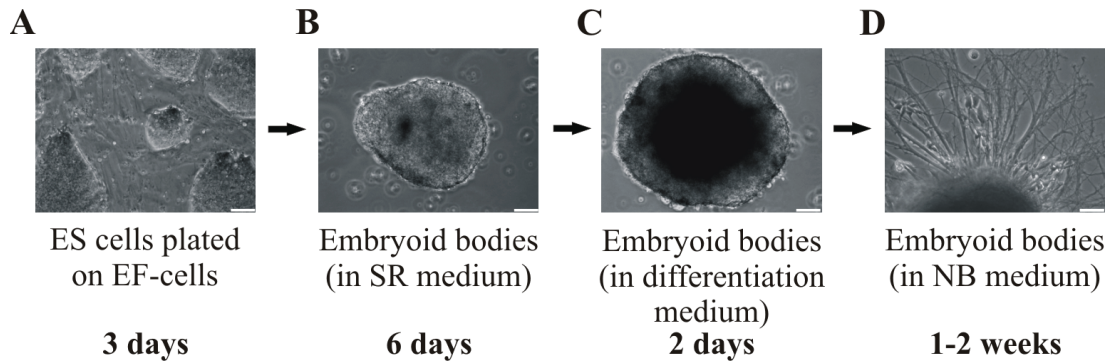 A
B
C
D
ES cells plated
on EF-cells
3 days
Embryoid bodies
(in SR medium)
6 days
Embryoid bodies
(in differentiation
medium)
2 days
Embryoid bodies
(in NB medium)
1-2 weeks